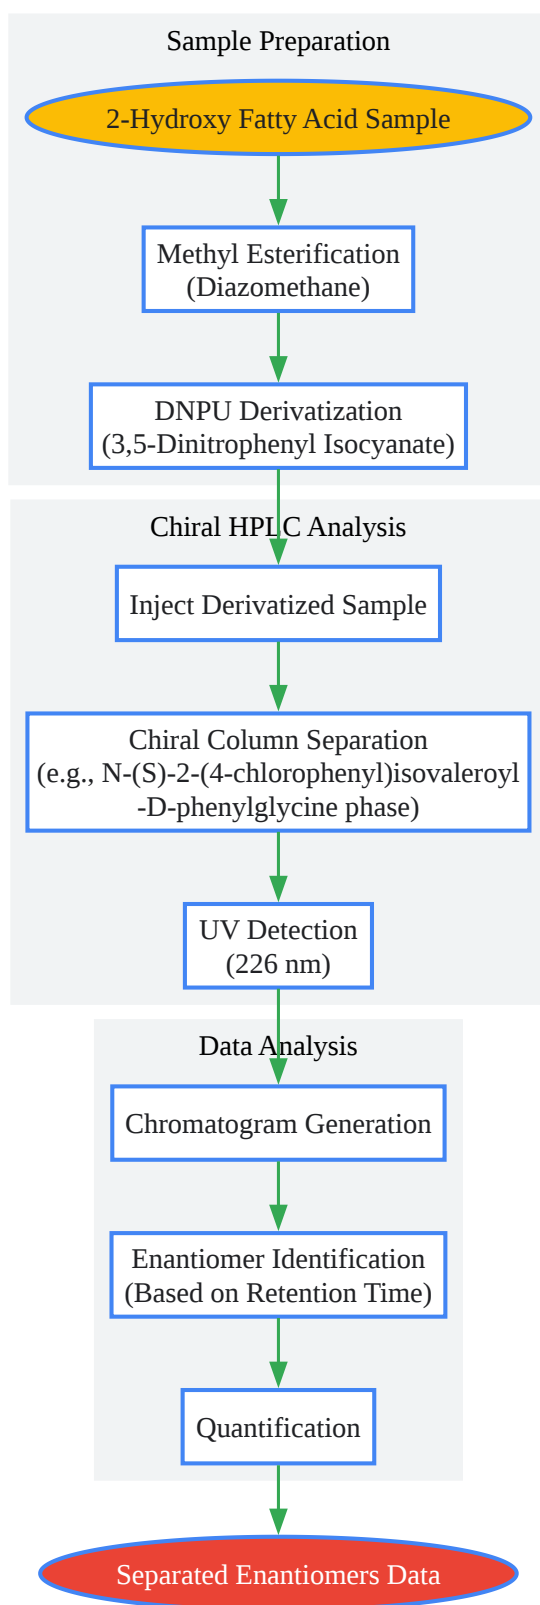 Sample Preparation
2-Hydroxy Fatty Acid Sample
Methyl Esterification
(Diazomethane)
DNPU Derivatization
(3,5-Dinitrophenyl Isocyanate)
Chiral HPLC Analysis
Inject Derivatized Sample
Chiral Column Separation
(e.g., N-(S)-2-(4-chlorophenyl)isovaleroyl
-D-phenylglycine phase)
UV Detection
(226 nm)
Data Analysis
Chromatogram Generation
Enantiomer Identification
(Based on Retention Time)
Quantification
Separated Enantiomers Data